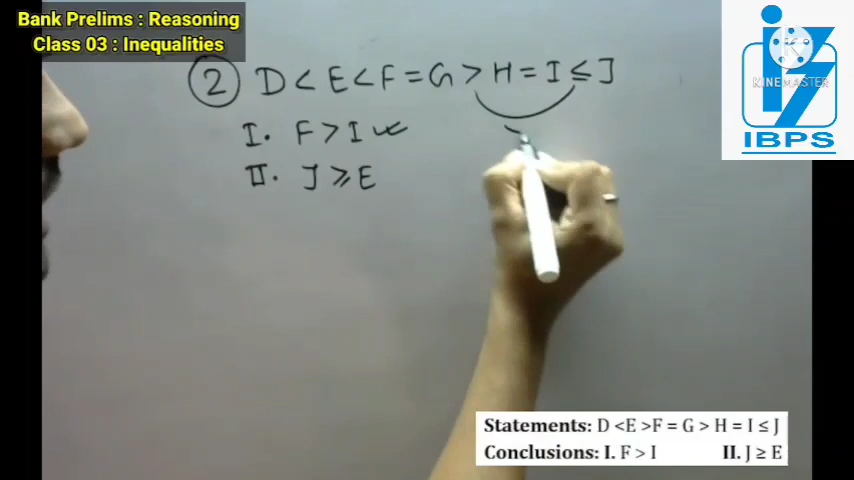 Bank Prelims : Reasoning
Class 03 : Inequalities
KINEMASTER
IBPS
② D < E < F = G > H = I ≤ J
I. F > I ✓
II. J ≥ E
Statements: D <E >F = G > H = I ≤ J
Conclusions: I. F > I II. J ≥ E